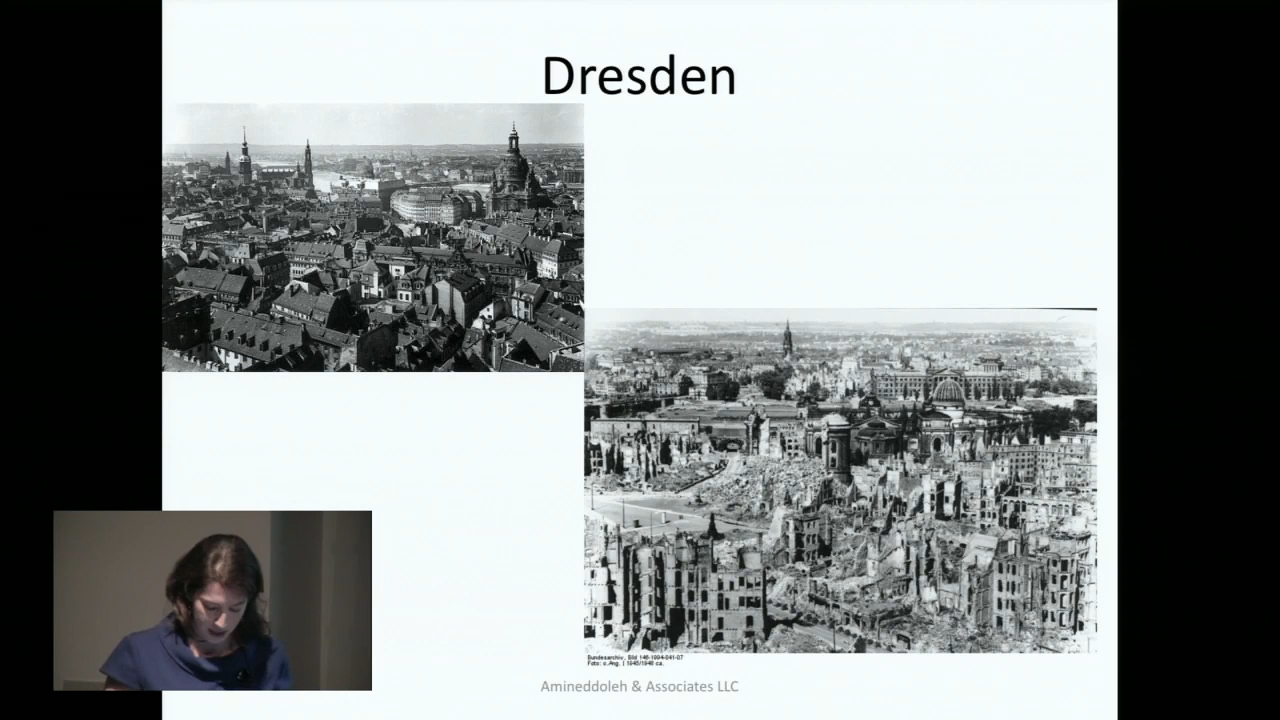 Dresden
Bundesarchiv, Bild 146-1994-041-07
Foto: o.Ang. | 1945/1946 ca.
Amineddoleh & Associates LLC